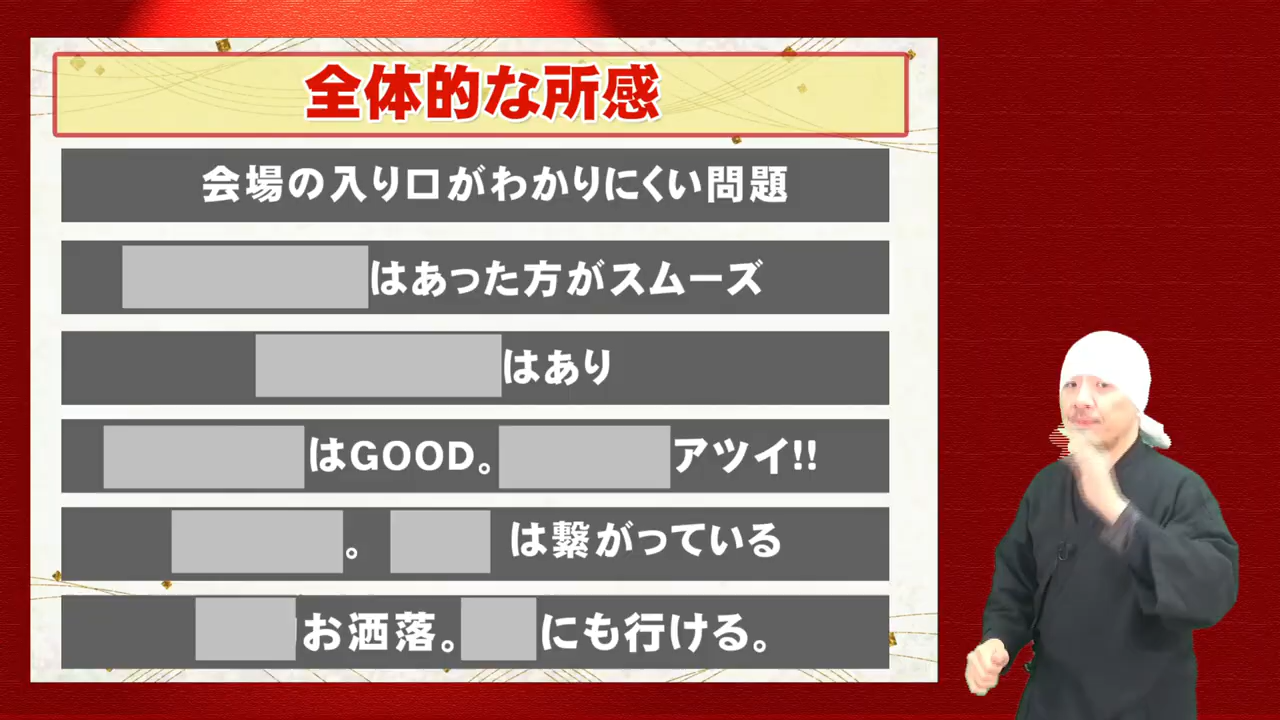 全体的な所感
会場の入り口がわかりにくい問題
はあった方がスムーズ
はあり
はGOOD。 アツイ!!
。 は繋がっている
お洒落。 にも行ける。